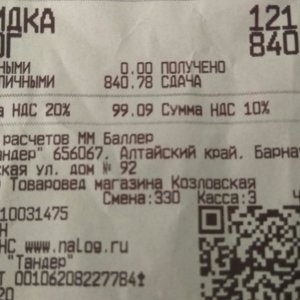 ИДКА 121
ОГ 840
НЫМИ 0.00 ПОЛУЧЕНО
ЛИЧНЫМИ 840.78 СДАЧА
а НДС 20% 99.09 Сумма НДС 10%
расчетов ММ Баллер
андер" 656067, Алтайский край, Барна
ская ул, дом № 92
Товаровед магазина Козловская
Смена:330 Касса:3
10031475
Н
НС www.nalog.ru
"Тандер"
Т 00106208227784
20